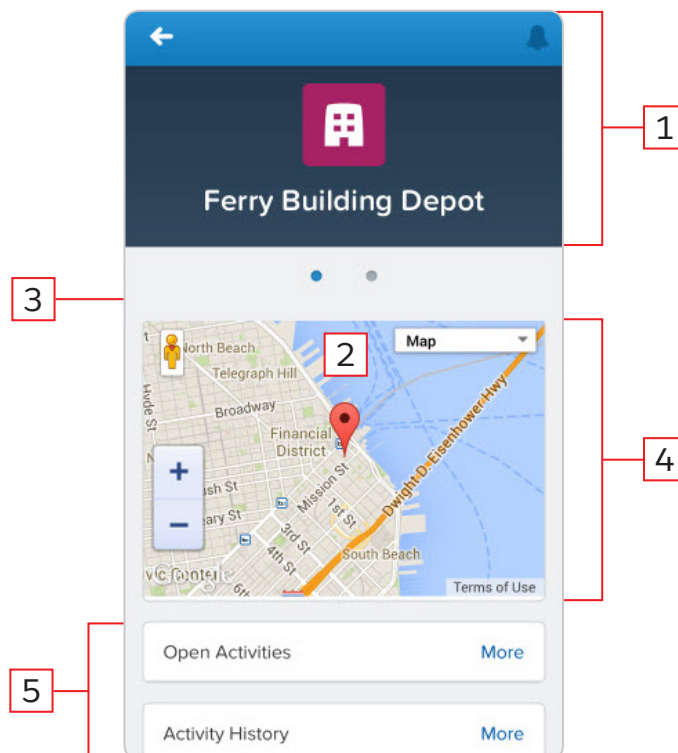 1
Ferry Building Depot
3
2
Map
North Beach
Telegraph Hill
Hyde St
Broadway
Financial
District
Dwight D. Eisenhower Hwy
4
+
Mission St
1st St
3rd St
4th St
−
South Beach
6th
Terms of Use
Open Activities
More
5
Activity History
More